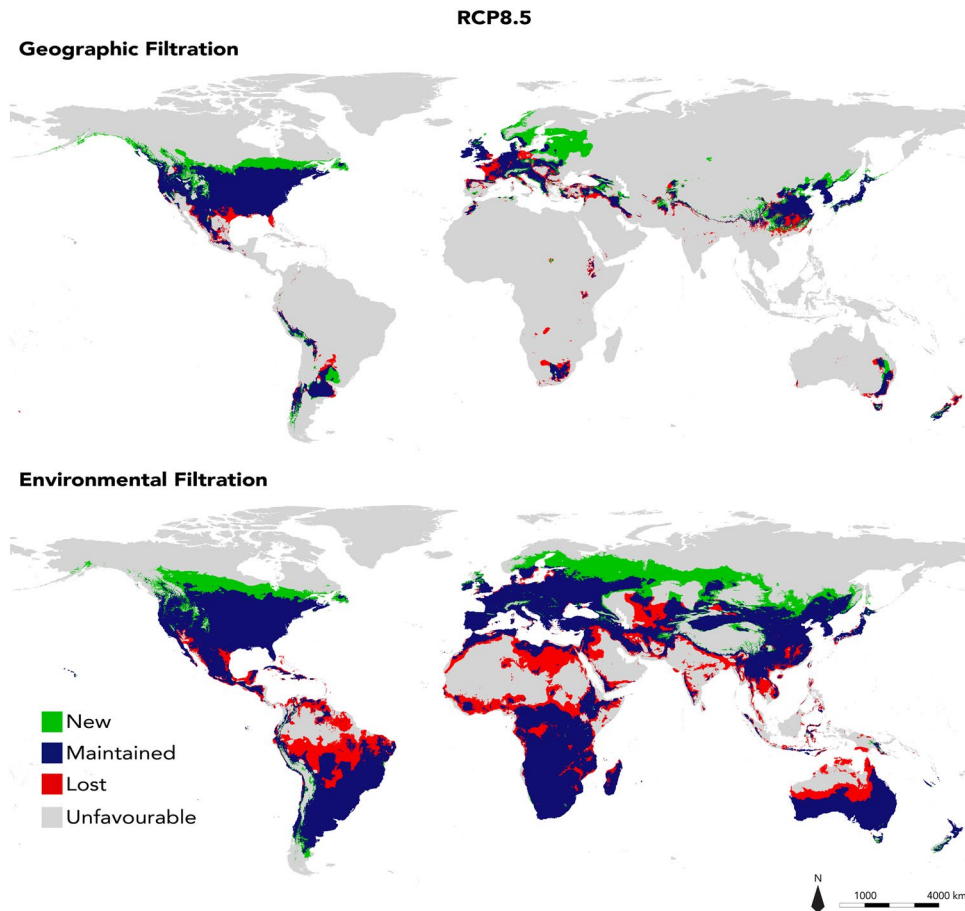 RCP8.5
Geographic Filtration
Environmental Filtration
New
Maintained
Lost
Unfavourable
N
1000 4000 km